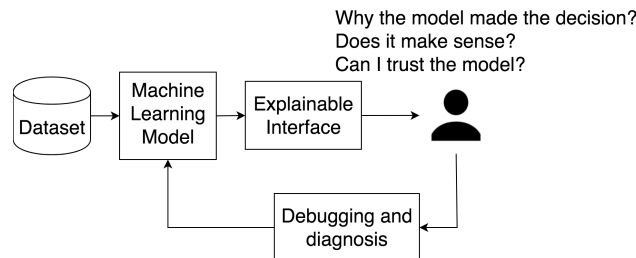 Why the model made the decision?
Does it make sense?
Can I trust the model?
Dataset
Machine
Learning
Model
Explainable
Interface
Debugging and
diagnosis